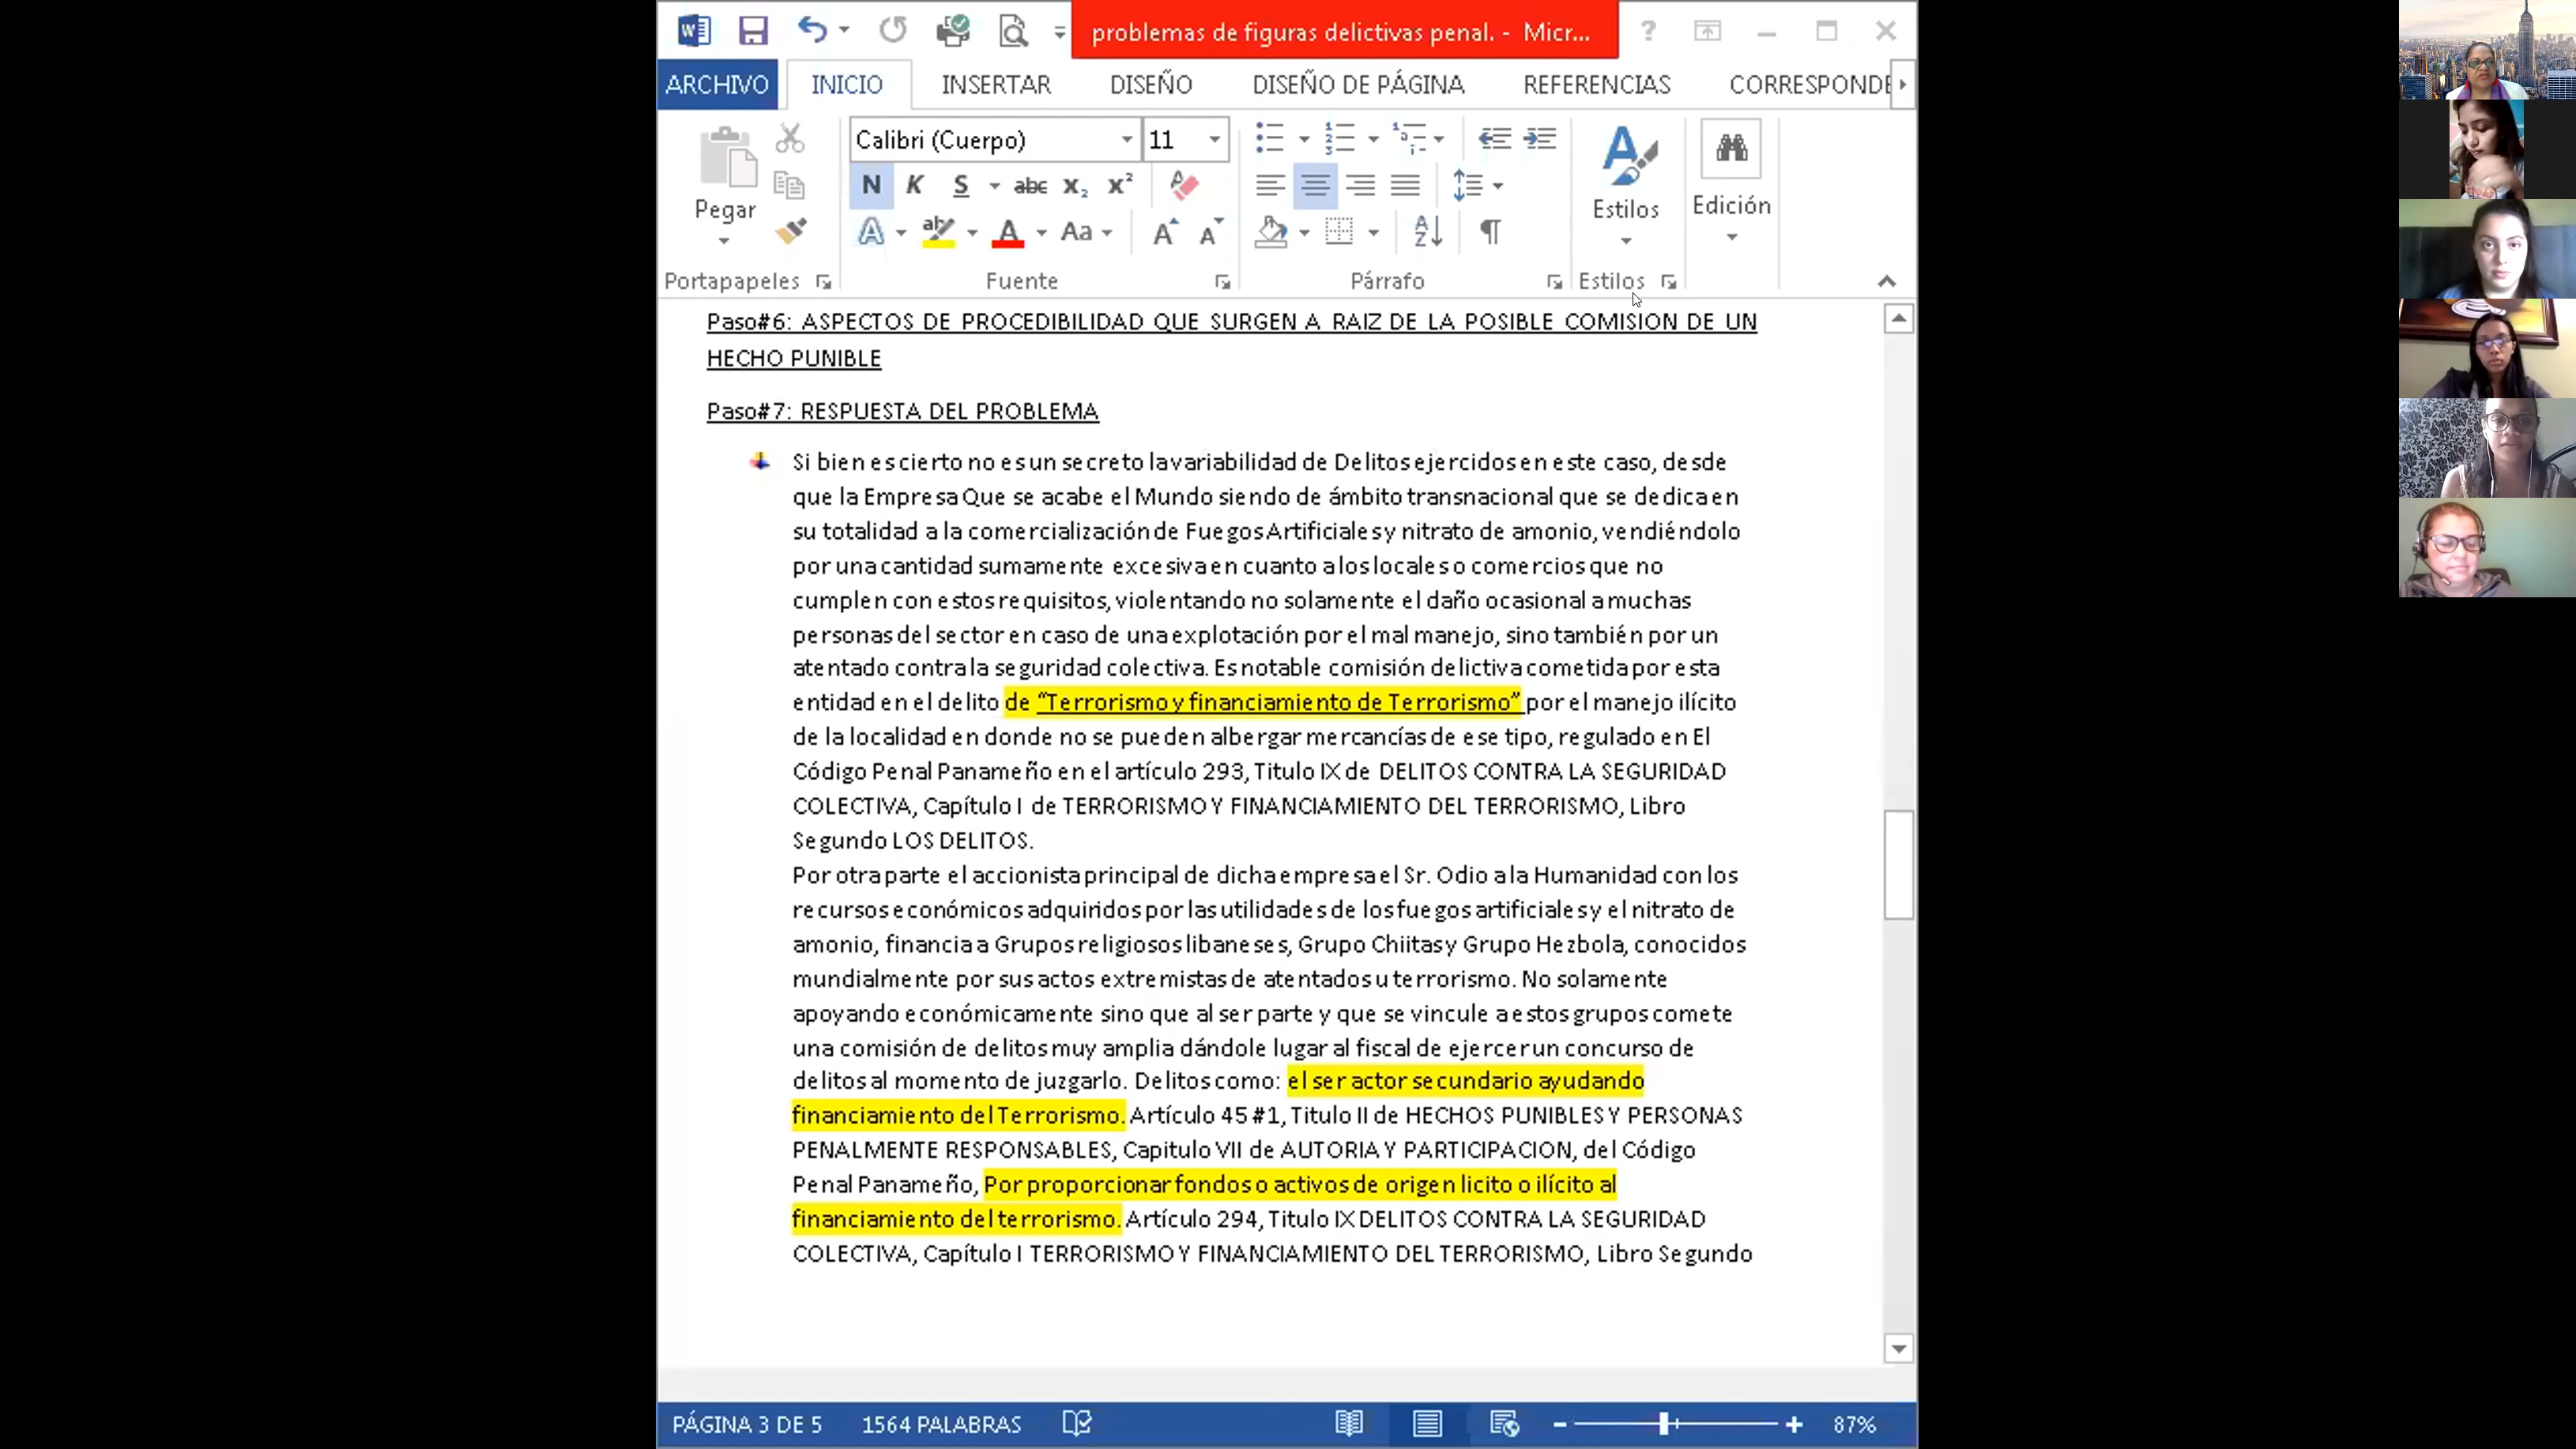 problemas de figuras delictivas penal. - Micr...
ARCHIVO INICIO INSERTAR DISEÑO DISEÑO DE PÁGINA REFERENCIAS CORRESPONDE
Calibri (Cuerpo) 11
Pegar
N K S abc x₂ x²
Aa
Estilos
Edición
Portapapeles Fuente Párrafo Estilos
Paso#6: ASPECTOS DE PROCEDIBILIDAD QUE SURGEN A RAIZ DE LA POSIBLE COMISION DE UN
HECHO PUNIBLE
Paso#7: RESPUESTA DEL PROBLEMA
Si bien es cierto no es un secreto la variabilidad de Delitos ejercidos en este caso, desde
que la Empresa Que se acabe el Mundo siendo de ámbito transnacional que se dedica en
su totalidad a la comercialización de Fuegos Artificiales y nitrato de amonio, vendiéndolo
por una cantidad sumamente excesiva en cuanto a los locales o comercios que no
cumplen con estos requisitos, violentando no solamente el daño ocasional a muchas
personas del sector en caso de una explotación por el mal manejo, sino también por un
atentado contra la seguridad colectiva. Es notable comisión delictiva cometida por esta
entidad en el delito de “Terrorismo y financiamiento de Terrorismo” por el manejo ilícito
de la localidad en donde no se pueden albergar mercancías de ese tipo, regulado en El
Código Penal Panameño en el artículo 293, Titulo IX de DELITOS CONTRA LA SEGURIDAD
COLECTIVA, Capítulo I de TERRORISMO Y FINANCIAMIENTO DEL TERRORISMO, Libro
Segundo LOS DELITOS.
Por otra parte el accionista principal de dicha empresa el Sr. Odio a la Humanidad con los
recursos económicos adquiridos por las utilidades de los fuegos artificiales y el nitrato de
amonio, financia a Grupos religiosos libaneses, Grupo Chiitas y Grupo Hezbola, conocidos
mundialmente por sus actos extremistas de atentados u terrorismo. No solamente
apoyando económicamente sino que al ser parte y que se vincule a estos grupos comete
una comisión de delitos muy amplia dándole lugar al fiscal de ejercer un concurso de
delitos al momento de juzgarlo. Delitos como: el ser actor secundario ayudando
financiamiento del Terrorismo. Artículo 45 #1, Titulo II de HECHOS PUNIBLES Y PERSONAS
PENALMENTE RESPONSABLES, Capitulo VII de AUTORIA Y PARTICIPACION, del Código
Penal Panameño, Por proporcionar fondos o activos de origen licito o ilícito al
financiamiento del terrorismo. Artículo 294, Titulo IX DELITOS CONTRA LA SEGURIDAD
COLECTIVA, Capítulo I TERRORISMO Y FINANCIAMIENTO DEL TERRORISMO, Libro Segundo
PÁGINA 3 DE 5 1564 PALABRAS 87%